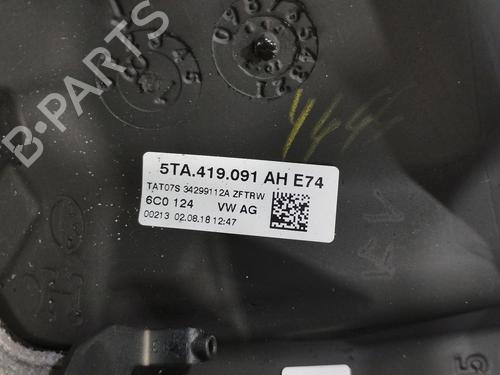 B-PARTS
5TA.419.091 AH E74
TAT07S 34299112A ZFTRW
6C0 124 VW AG
00213 02.08.18 12:47